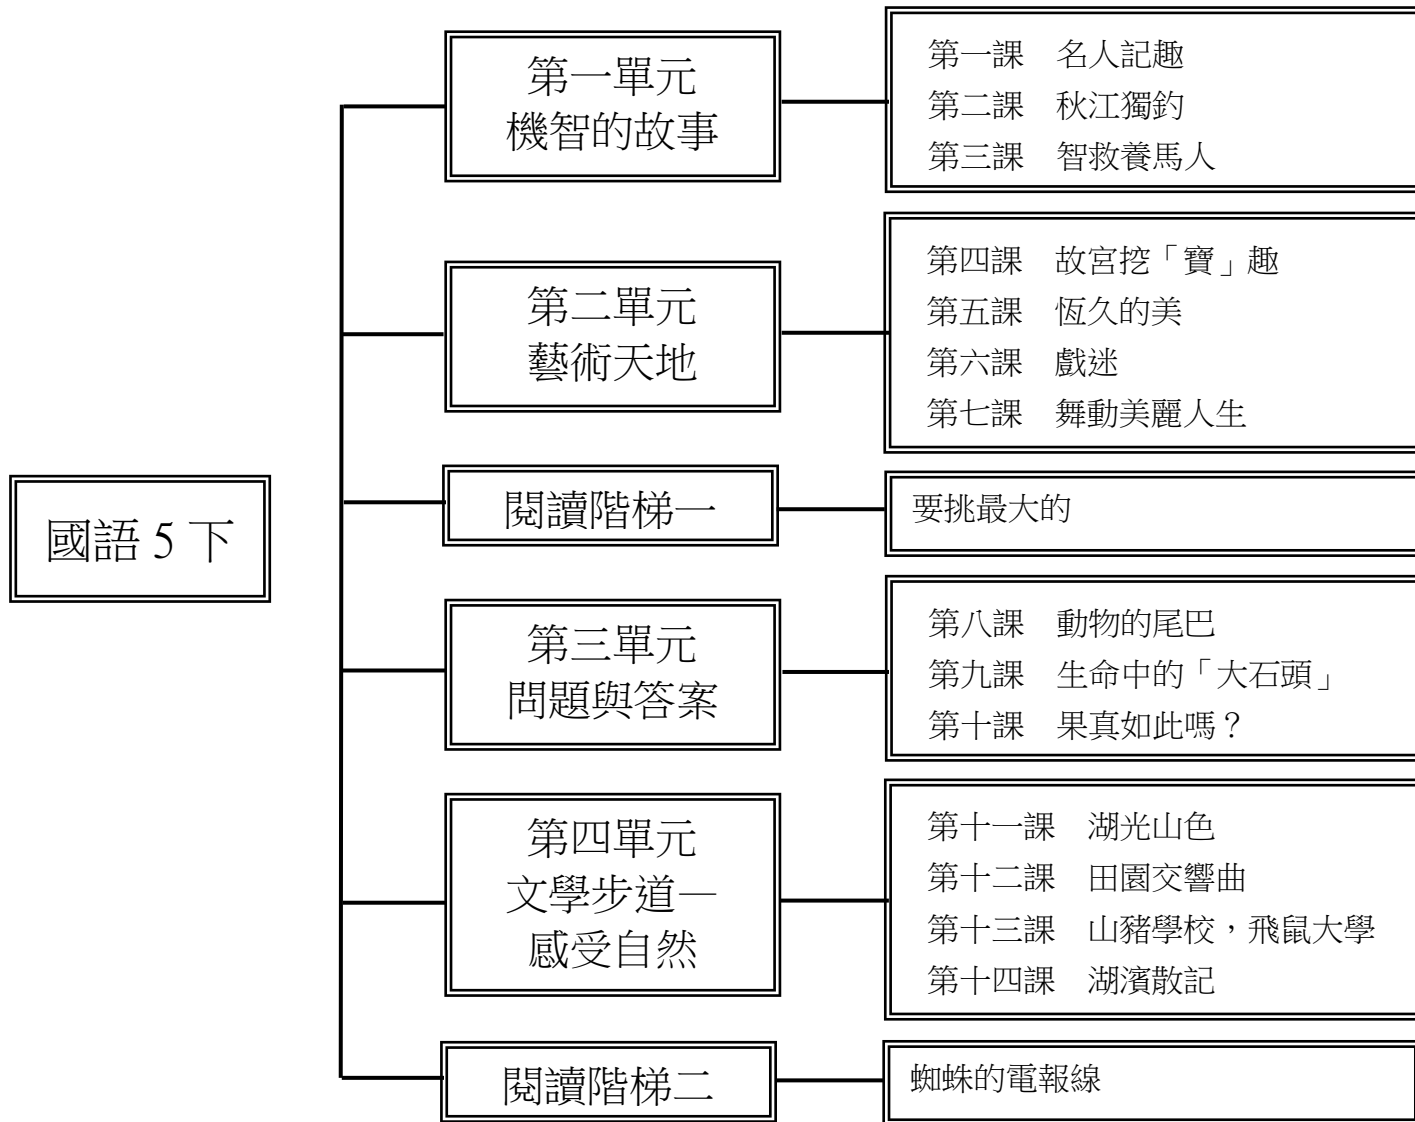 國語 5 下
第一單元
機智的故事
第一課　名人記趣
第二課　秋江獨釣
第三課　智救養馬人
第二單元
藝術天地
第四課　故宮挖「寶」趣
第五課　恆久的美
第六課　戲迷
第七課　舞動美麗人生
閱讀階梯一
要挑最大的
第三單元
問題與答案
第八課　動物的尾巴
第九課　生命中的「大石頭」
第十課　果真如此嗎？
第四單元
文學步道—
感受自然
第十一課　湖光山色
第十二課　田園交響曲
第十三課　山豬學校，飛鼠大學
第十四課　湖濱散記
閱讀階梯二
蜘蛛的電報線